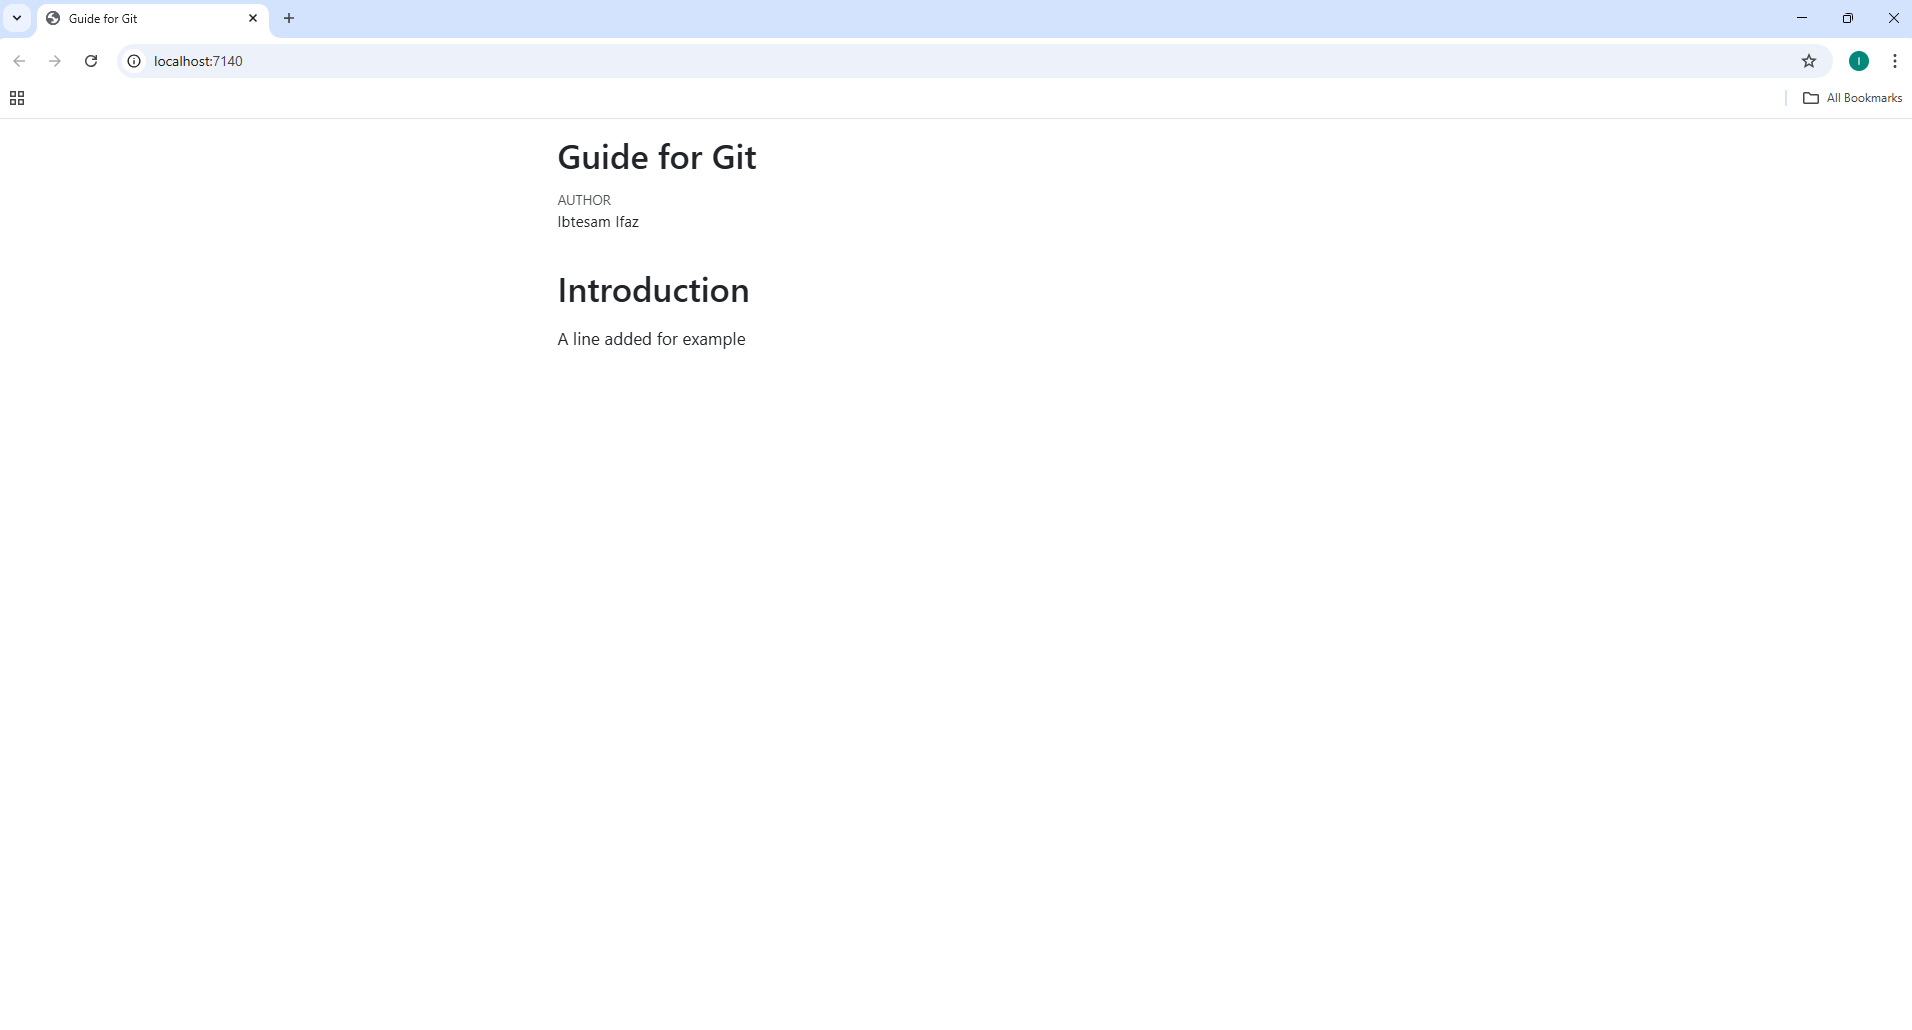 Guide for Git
localhost:7140
I
All Bookmarks
Guide for Git
AUTHOR
Ibtesam Ifaz
Introduction
A line added for example